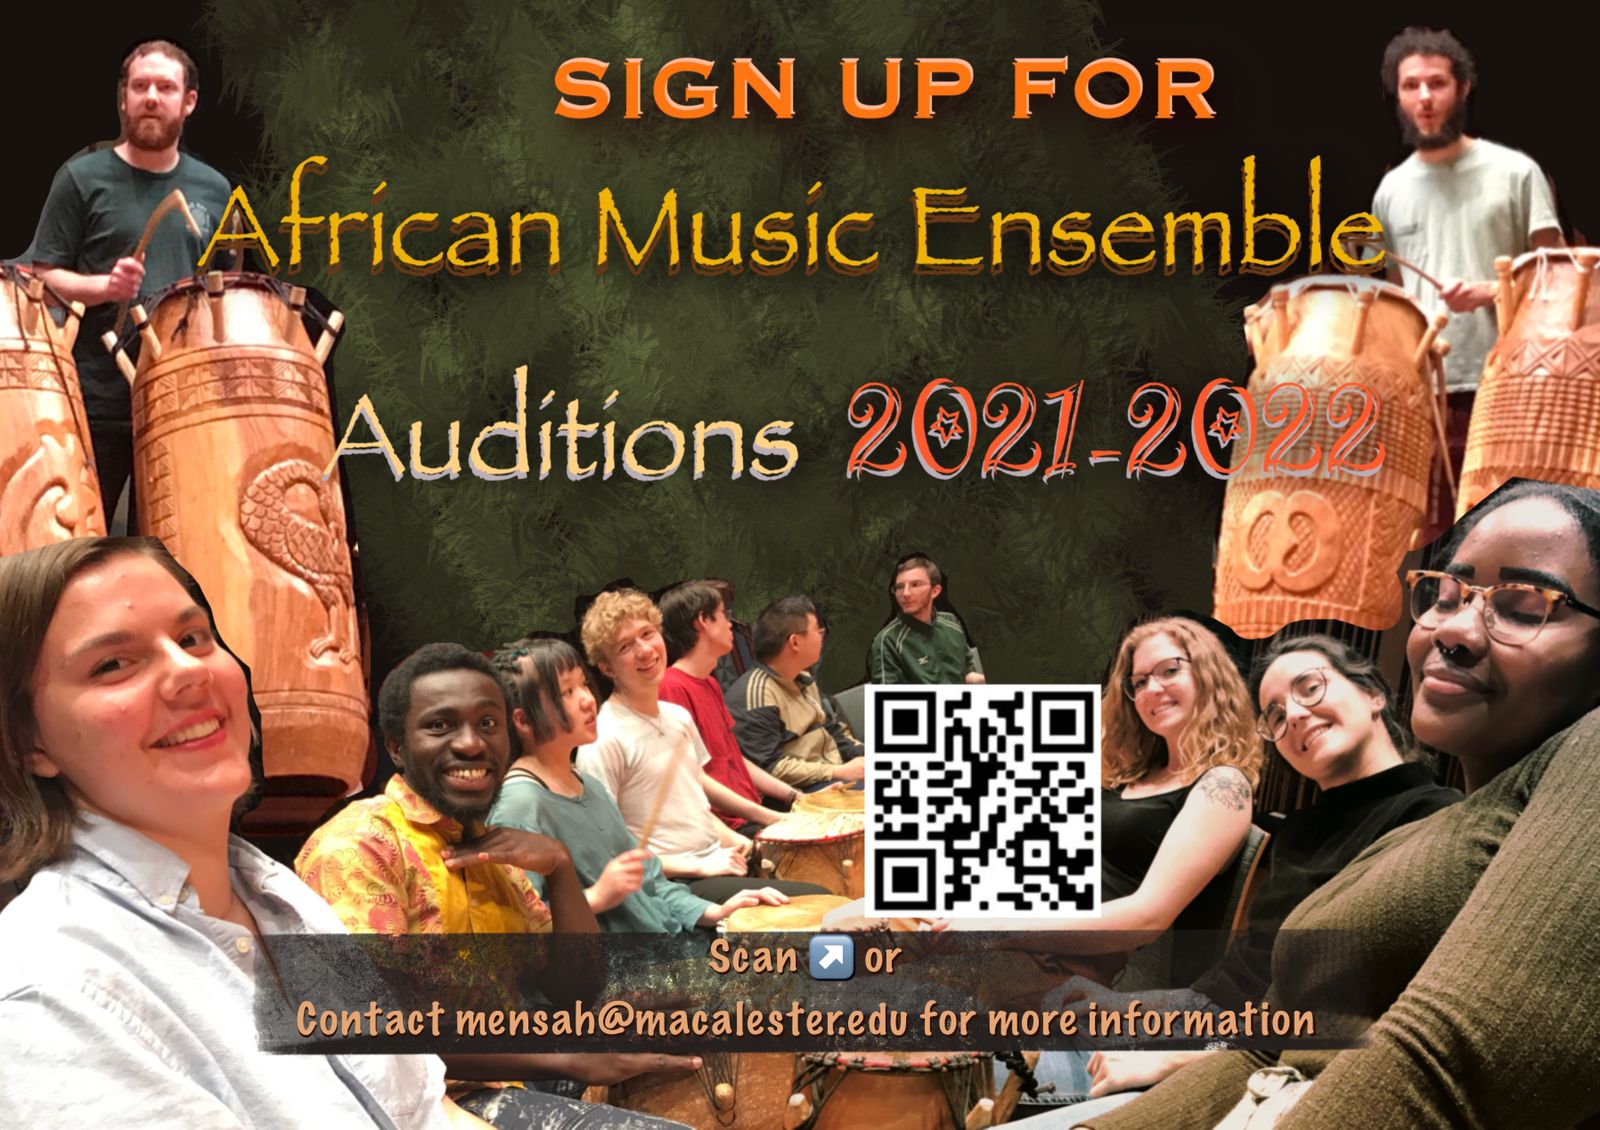 SIGN UP FOR
African Music Ensemble
Auditions 2021-2022
Scan ↗ or
Contact mensah@macalester.edu for more information